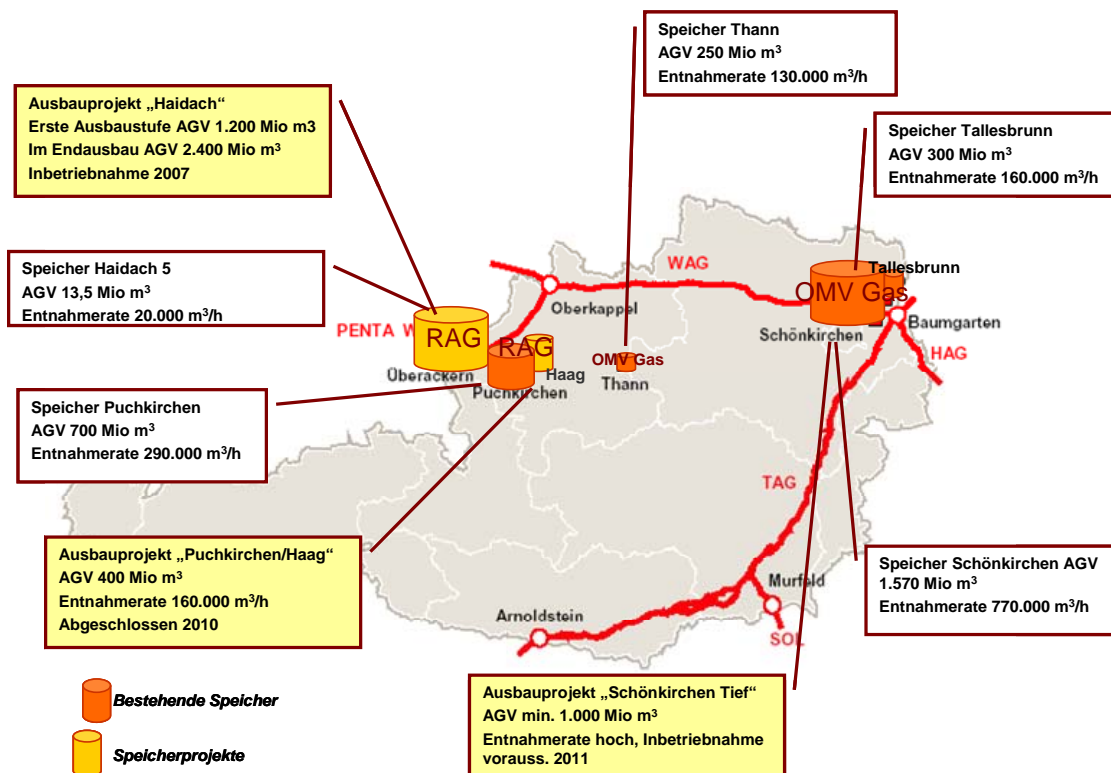 Speicher Thann
AGV 250 Mio m³
Entnahmerate 130.000 m³/h
Ausbauprojekt „Haidach“
Erste Ausbaustufe AGV 1.200 Mio m3
Im Endausbau AGV 2.400 Mio m³
Inbetriebnahme 2007
Speicher Tallesbrunn
AGV 300 Mio m³
Entnahmerate 160.000 m³/h
Speicher Haidach 5
AGV 13,5 Mio m³
Entnahmerate 20.000 m³/h
WAG
Tallesbrunn
OMV Gas
Oberkappel
Baumgarten
PENTA W
RAG
RAG
Schönkirchen
HAG
Überackern
Haag
OMV Gas
Puchkirchen
Thann
Speicher Puchkirchen
AGV 700 Mio m³
Entnahmerate 290.000 m³/h
TAG
Ausbauprojekt „Puchkirchen/Haag“
AGV 400 Mio m³
Entnahmerate 160.000 m³/h
Abgeschlossen 2010
Speicher Schönkirchen AGV
1.570 Mio m³
Entnahmerate 770.000 m³/h
Murfeld
Arnoldstein
SOL
Ausbauprojekt „Schönkirchen Tief“
AGV min. 1.000 Mio m³
Entnahmerate hoch, Inbetriebnahme
vorauss. 2011
Bestehende Speicher
Speicherprojekte